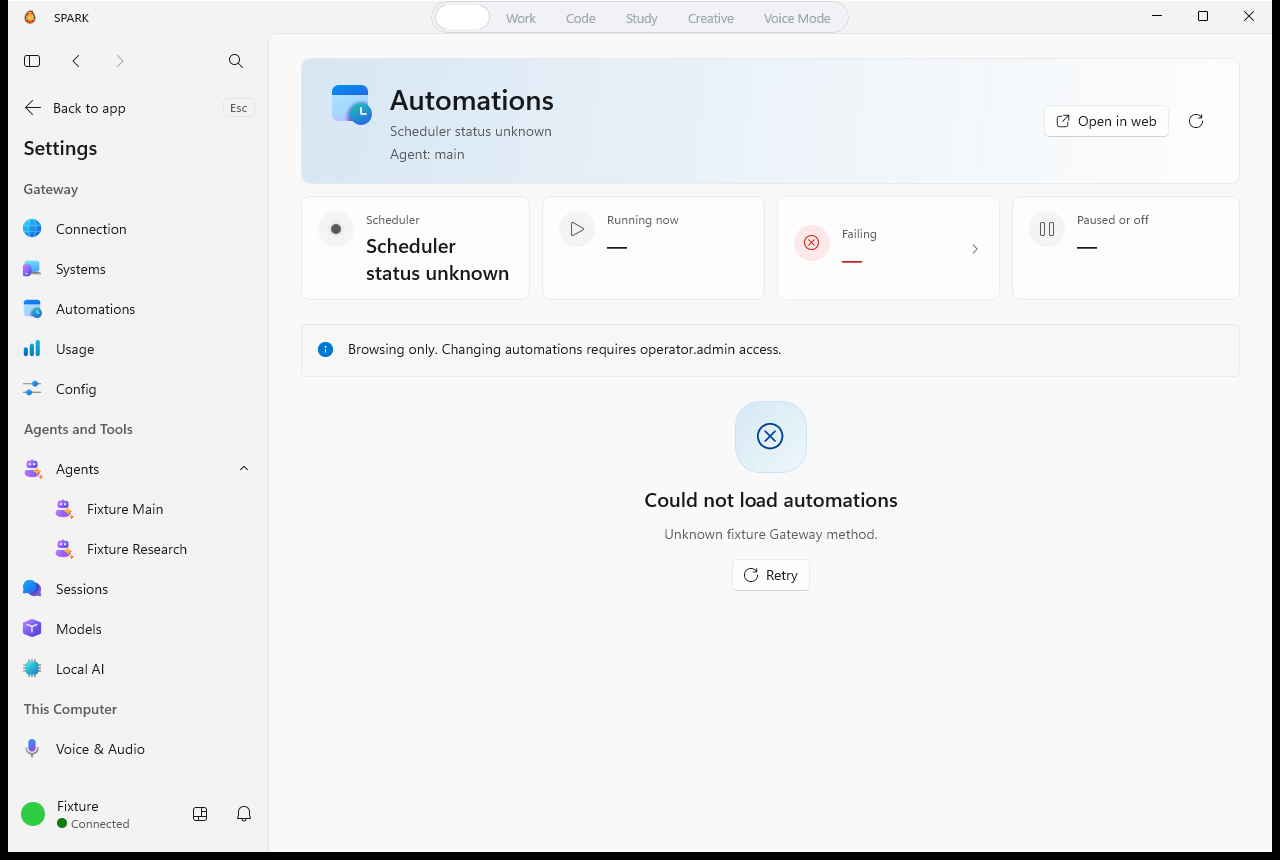 SPARK
Work
Code
Study
Creative
Voice Mode
Back to app
Esc
Settings
Gateway
Connection
Systems
Automations
Usage
Config
Agents and Tools
Agents
Fixture Main
Fixture Research
Sessions
Models
Local AI
This Computer
Voice & Audio
Fixture
Connected
Automations
Scheduler status unknown
Agent: main
Open in web
Scheduler
Scheduler
status unknown
Running now
—
Failing
—
Paused or off
—
Browsing only. Changing automations requires operator.admin access.
Could not load automations
Unknown fixture Gateway method.
Retry